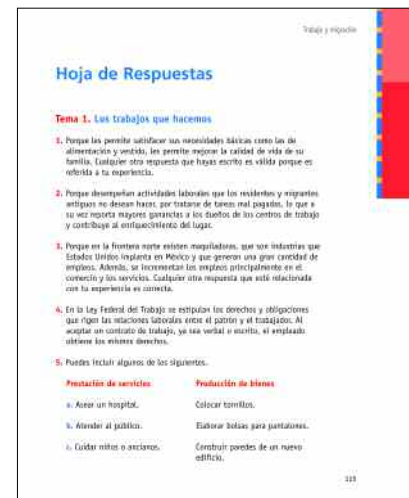 Trabajo y migración
Hoja de Respuestas
Tema 1. Los trabajos que hacemos
1. Porque les permite satisfacer sus necesidades básicas como las de
alimentación y vestido, les permite mejorar la calidad de vida de su
familia. Cualquier otra respuesta que hayas escrito es válida porque es
referida a tu experiencia.
2. Porque desempeñan actividades laborales que los residentes y migrantes
antiguos no desean hacer, por tratarse de tareas mal pagadas, lo que a
su vez reporta mayores ganancias a los dueños de los centros de trabajo
y contribuye al enriquecimiento del lugar.
3. Porque en la frontera norte existen maquiladoras, que son industrias que
Estados Unidos implanta en México y que generan una gran cantidad de
empleos. Además, se incrementan los empleos principalmente en el
comercio y los servicios. Cualquier otra respuesta que esté relacionada
con tu experiencia es correcta.
4. En la Ley Federal del Trabajo se estipulan los derechos y obligaciones
que rigen las relaciones laborales entre el patrón y el trabajador. Al
aceptar un contrato de trabajo, ya sea verbal o escrito, el empleado
obtiene los mismos derechos.
5. Puedes incluir algunos de los siguientes.
Prestación de servicios Producción de bienes
a. Asear un hospital. Colocar tornillos.
b. Atender al público. Elaborar bolsas para pantalones.
c. Cuidar niños o ancianos. Construir paredes de un nuevo
edificio.